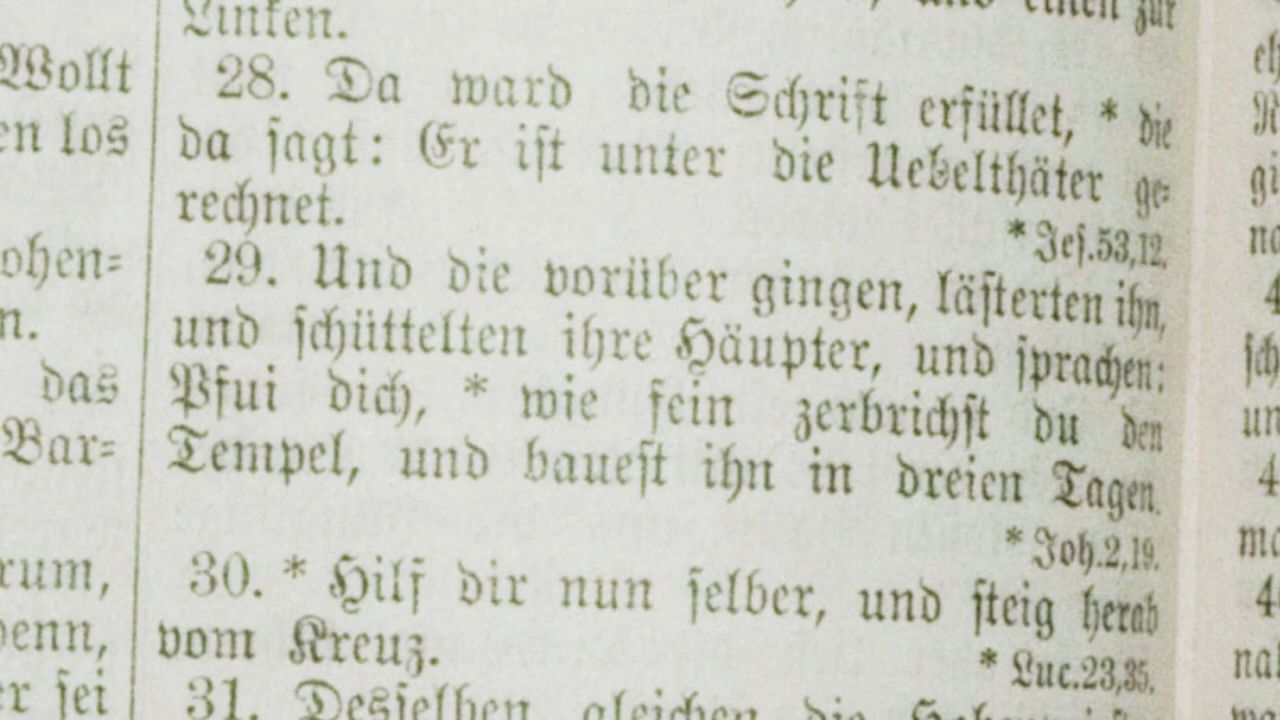 Wollt
en los
ohen=
n.
das
Bar=
rum,
er sei
einen zur
Linken.
28. Da ward die Schrift erfüllet, * die
da sagt: Er ist unter die Uebelthäter ge=
rechnet.
* Jes.53,12.
29. Und die vorüber gingen, lästerten ihn,
und schüttelten ihre Häupter, und sprachen:
Pfui dich, * wie fein zerbrichst du den
Tempel, und bauest ihn in dreien Tagen.
* Joh.2,19.
30. * Hilf dir nun selber, und steig herab
vom Kreuz.
* Luc.23,35.
31. Desselben gleichen die